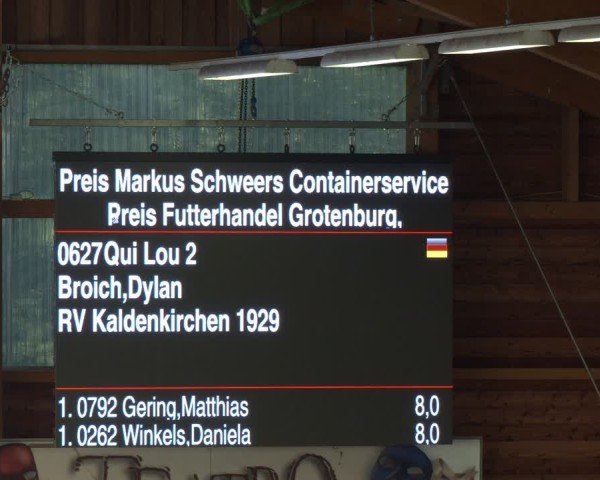 Preis Markus Schweers Containerservice
Preis Futterhandel Grotenburg,
0627Qui Lou 2
Broich,Dylan
RV Kaldenkirchen 1929
1. 0792 Gering,Matthias 8,0
1. 0262 Winkels,Daniela 8,0
TEATRO